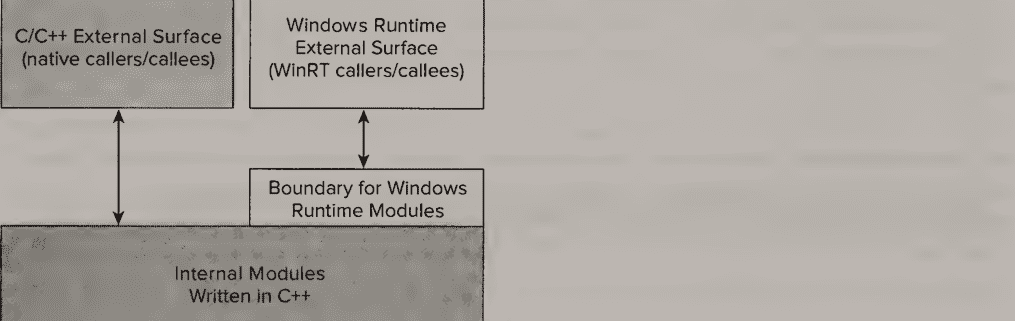 C/C++ External Surface
(native callers/callees)
Windows Runtime
External Surface
(WinRT callers/callees)
Boundary for Windows
Runtime Modules
Internal Modules
Written in C++